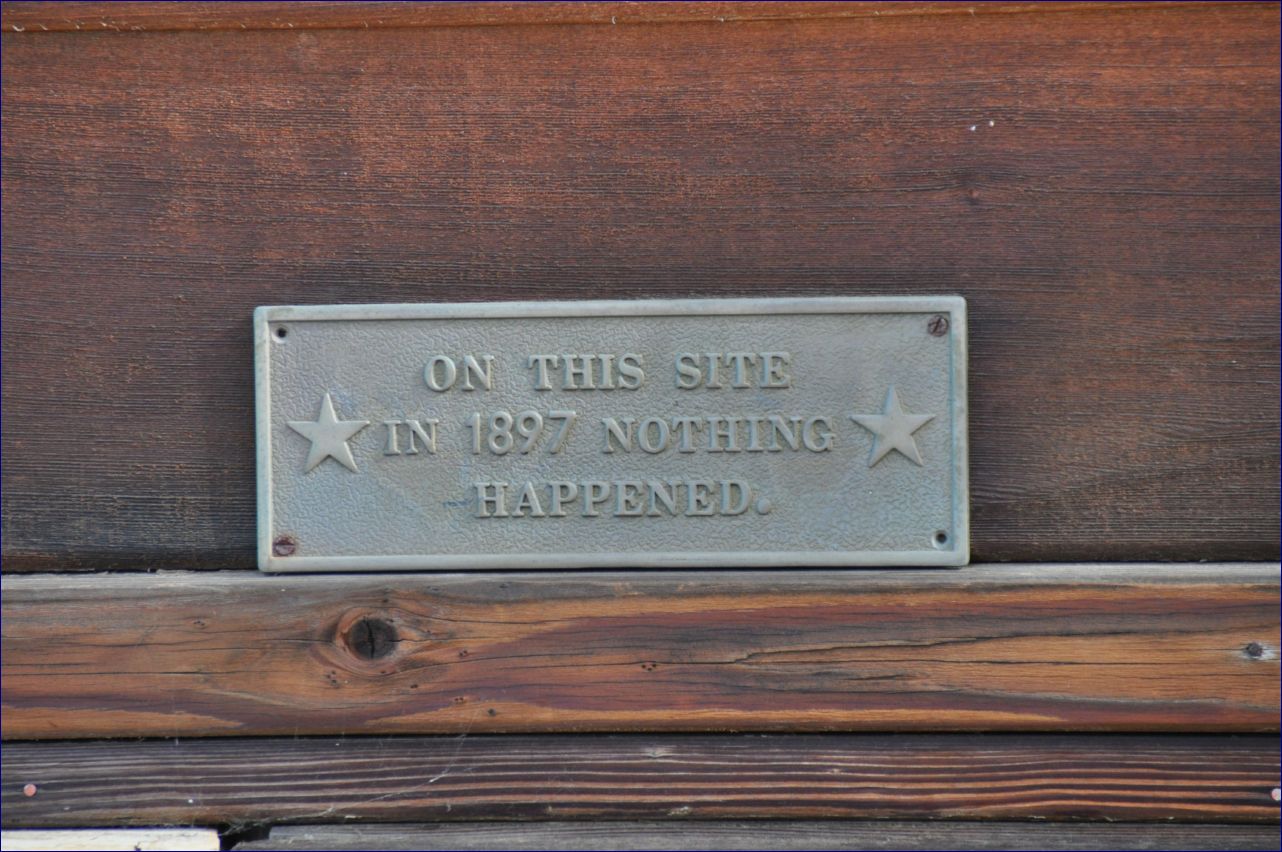 ON THIS SITE
IN 1897 NOTHING
HAPPENED.